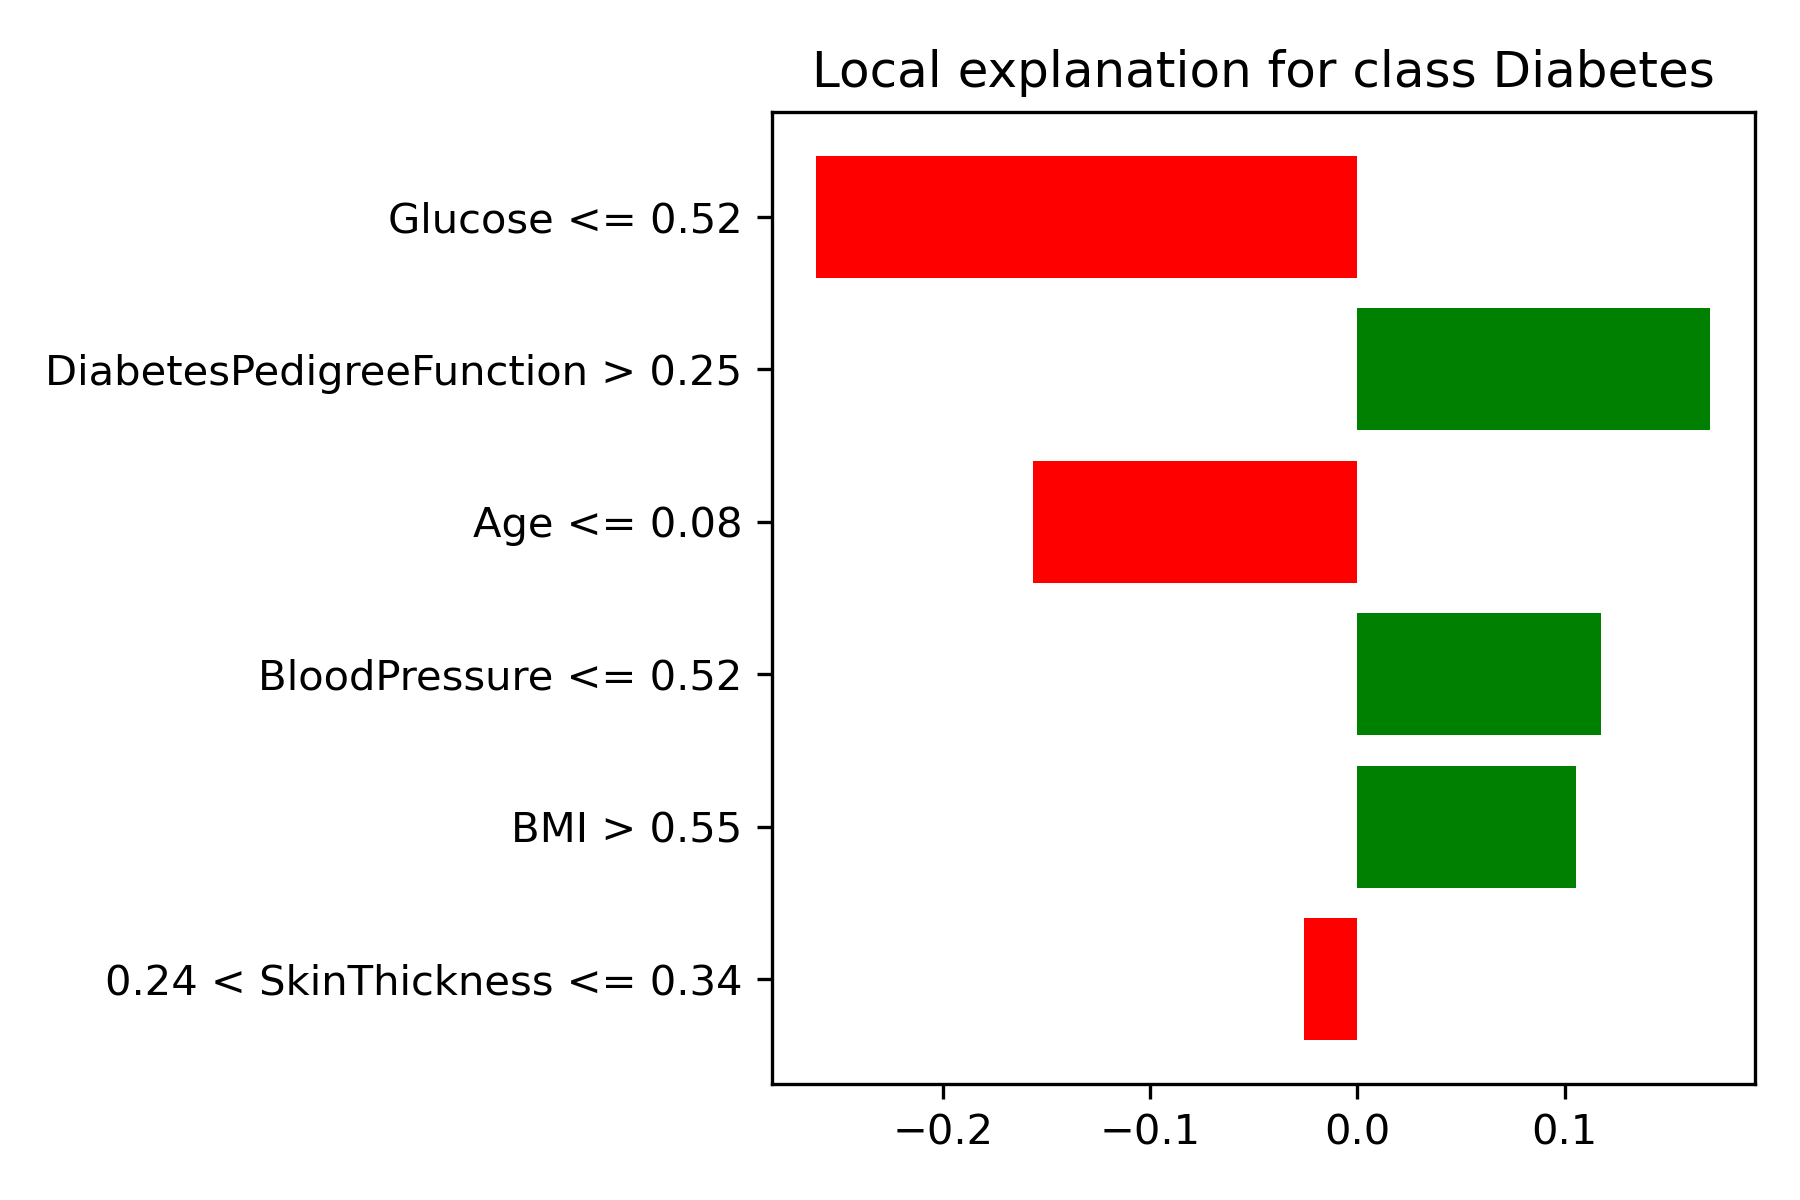 Local explanation for class Diabetes
Glucose <= 0.52
DiabetesPedigreeFunction > 0.25
Age <= 0.08
BloodPressure <= 0.52
BMI > 0.55
0.24 < SkinThickness <= 0.34
−0.2 −0.1 0.0 0.1